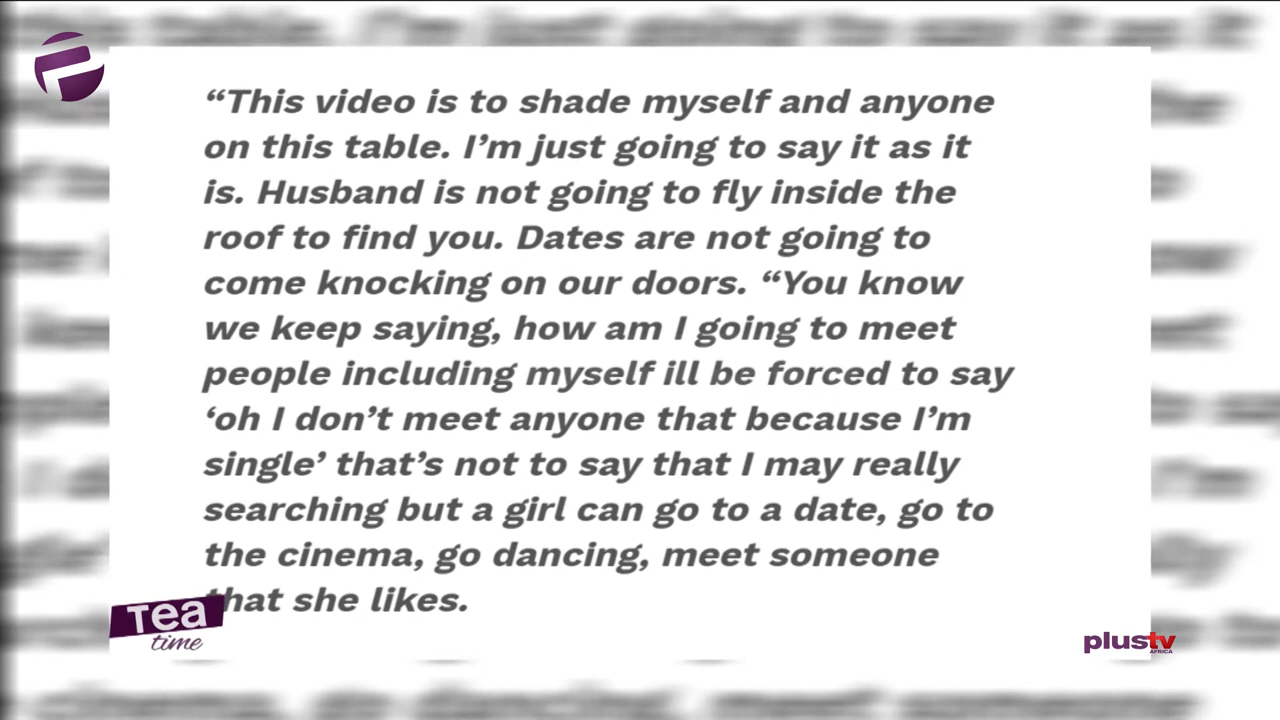 “This video is to shade myself and anyone
on this table. I’m just going to say it as it
is. Husband is not going to fly inside the
roof to find you. Dates are not going to
come knocking on our doors. “You know
we keep saying, how am I going to meet
people including myself ill be forced to say
‘oh I don’t meet anyone that because I’m
single’ that’s not to say that I may really
searching but a girl can go to a date, go to
the cinema, go dancing, meet someone
that she likes.
Tea
time
plustv
AFRICA